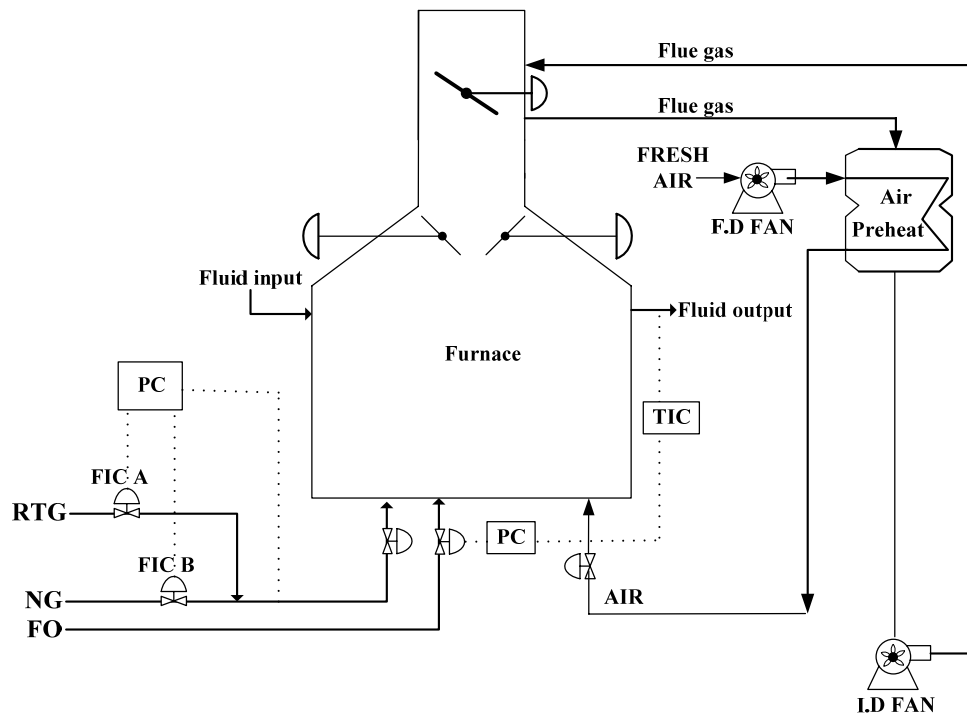 Flue gas
Flue gas
FRESH
AIR
F.D FAN
Air
Preheat
Fluid input
Fluid output
Furnace
PC
TIC
FIC A
RTG
PC
FIC B
NG
AIR
FO
I.D FAN